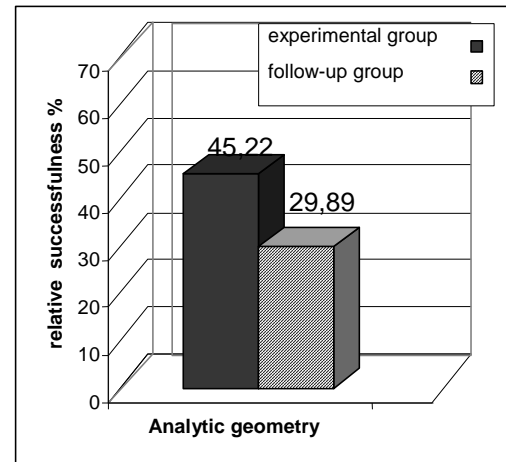 experimental group
follow-up group
relative successfulness %
70
60
50
40
30
20
10
0
45,22
29,89
Analytic geometry